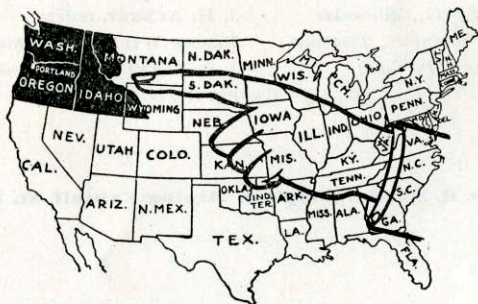 WASH.
MONTANA
N. DAK.
MINN.
ME.
PORTLAND
OREGON
IDAHO
S. DAK.
WIS.
N.Y.
WYOMING
NEB.
IOWA
PENN.
NEV.
UTAH
COLO.
KAN.
MIS.
ILL.
IND.
OHIO
VA.
CAL.
KY.
N.C.
TENN.
ARIZ.
N.MEX.
OKLA.
IND. TER.
ARK.
S.C.
MISS.
ALA.
GA.
TEX.
LA.
FLA.